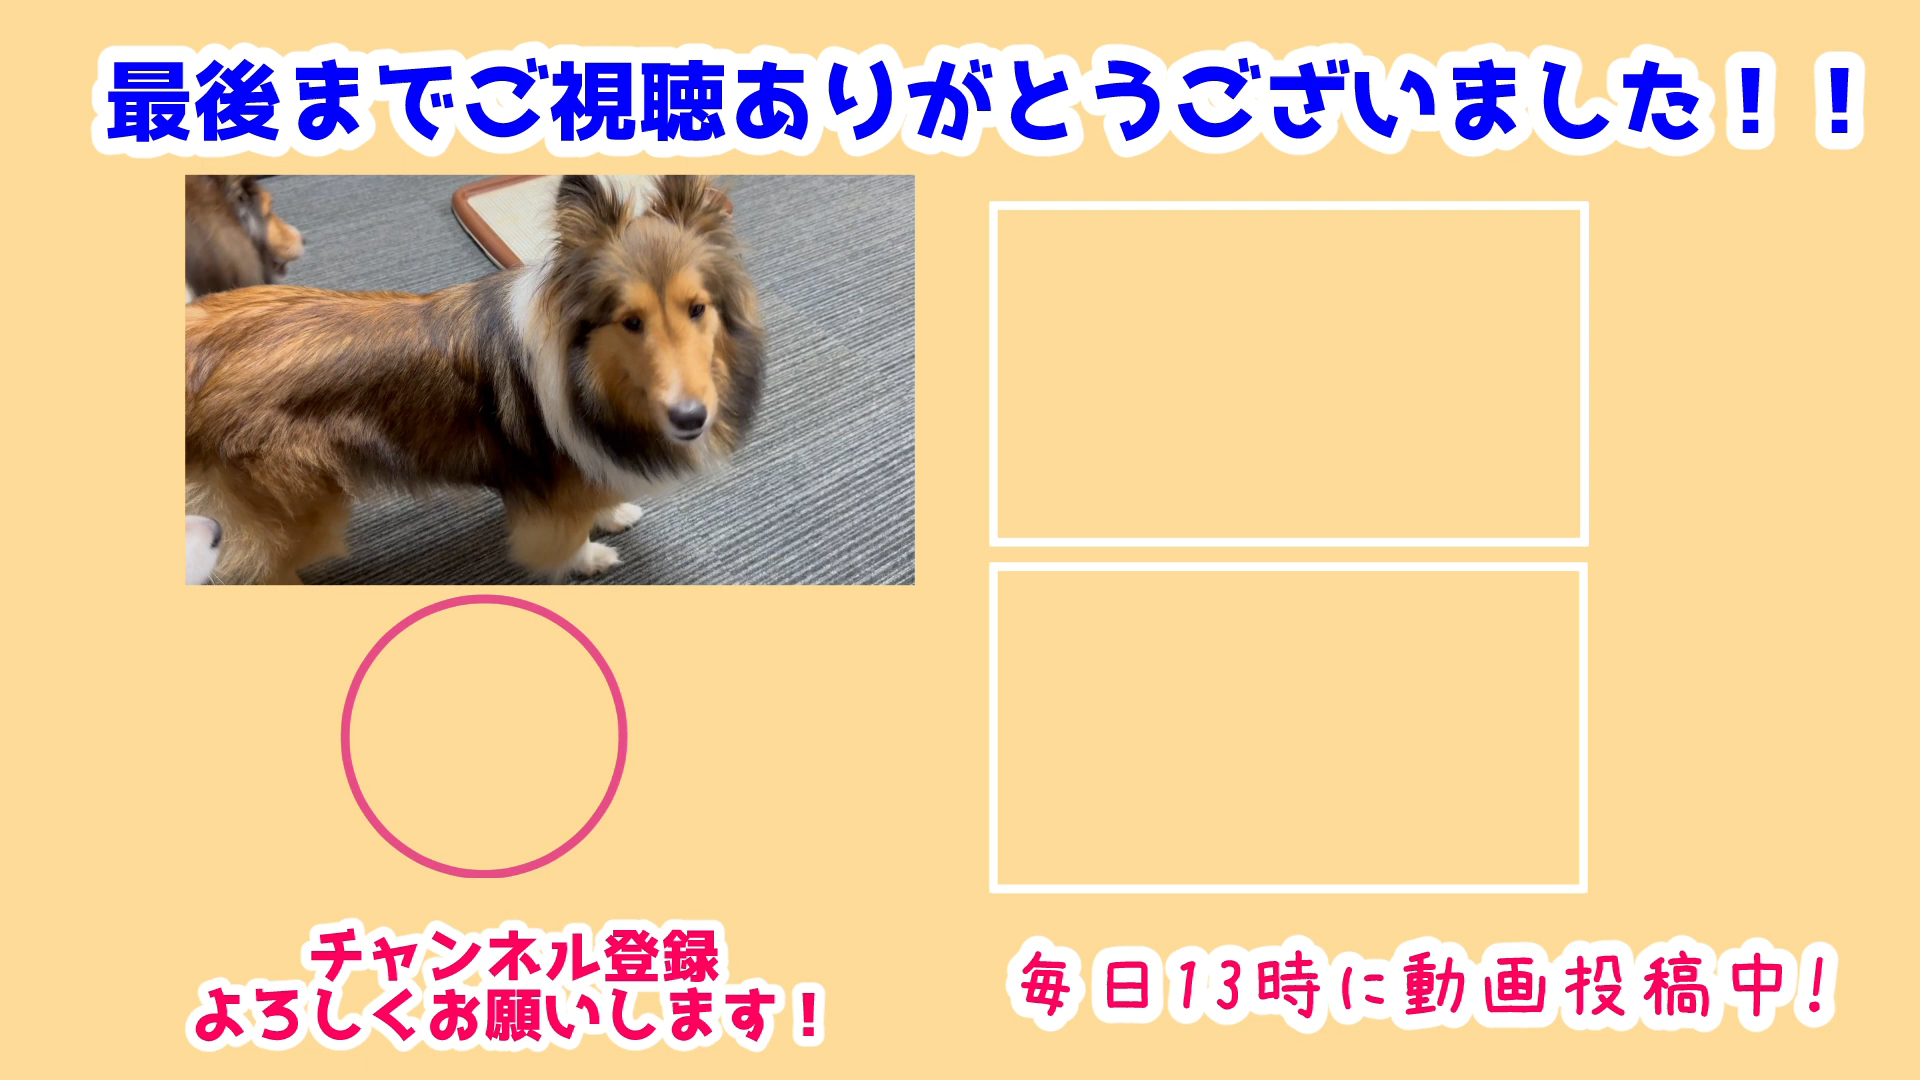 最後までご視聴ありがとうございました！！
チャンネル登録
よろしくお願いします！
毎日13時に動画投稿中!